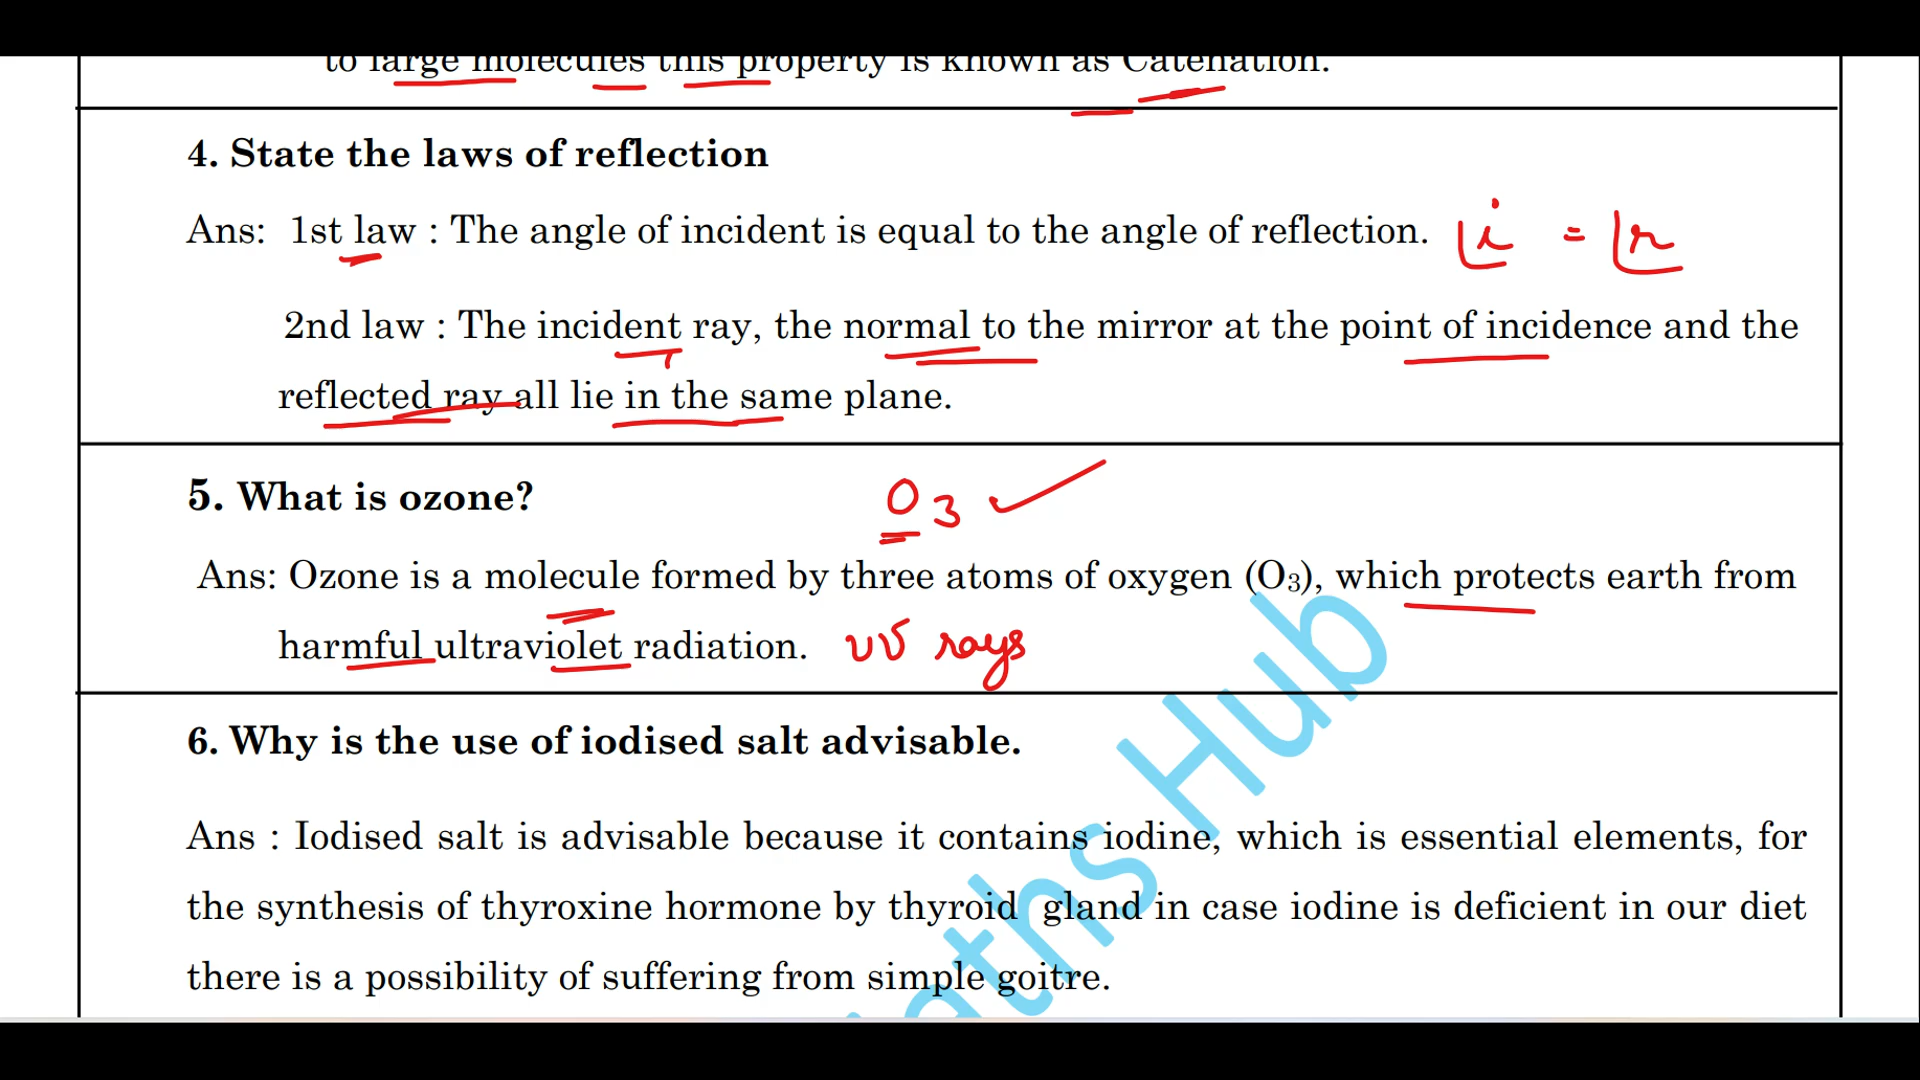 to large molecules this property is known as Catenation.
4. State the laws of reflection
Ans: 1st law : The angle of incident is equal to the angle of reflection. ∠i = ∠r
2nd law : The incident ray, the normal to the mirror at the point of incidence and the
reflected ray all lie in the same plane.
5. What is ozone?
O3
Ans: Ozone is a molecule formed by three atoms of oxygen (O₃), which protects earth from
harmful ultraviolet radiation. UV rays
6. Why is the use of iodised salt advisable.
Ans : Iodised salt is advisable because it contains iodine, which is essential elements, for
the synthesis of thyroxine hormone by thyroid gland in case iodine is deficient in our diet
there is a possibility of suffering from simple goitre.
aths Hub